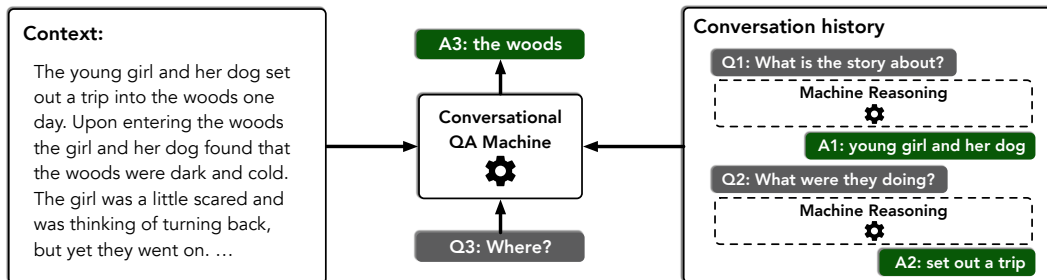 Context:
The young girl and her dog set
out a trip into the woods one
day. Upon entering the woods
the girl and her dog found that
the woods were dark and cold.
The girl was a little scared and
was thinking of turning back,
but yet they went on. …
A3: the woods
Conversational
QA Machine
Q3: Where?
Conversation history
Q1: What is the story about?
Machine Reasoning
A1: young girl and her dog
Q2: What were they doing?
Machine Reasoning
A2: set out a trip